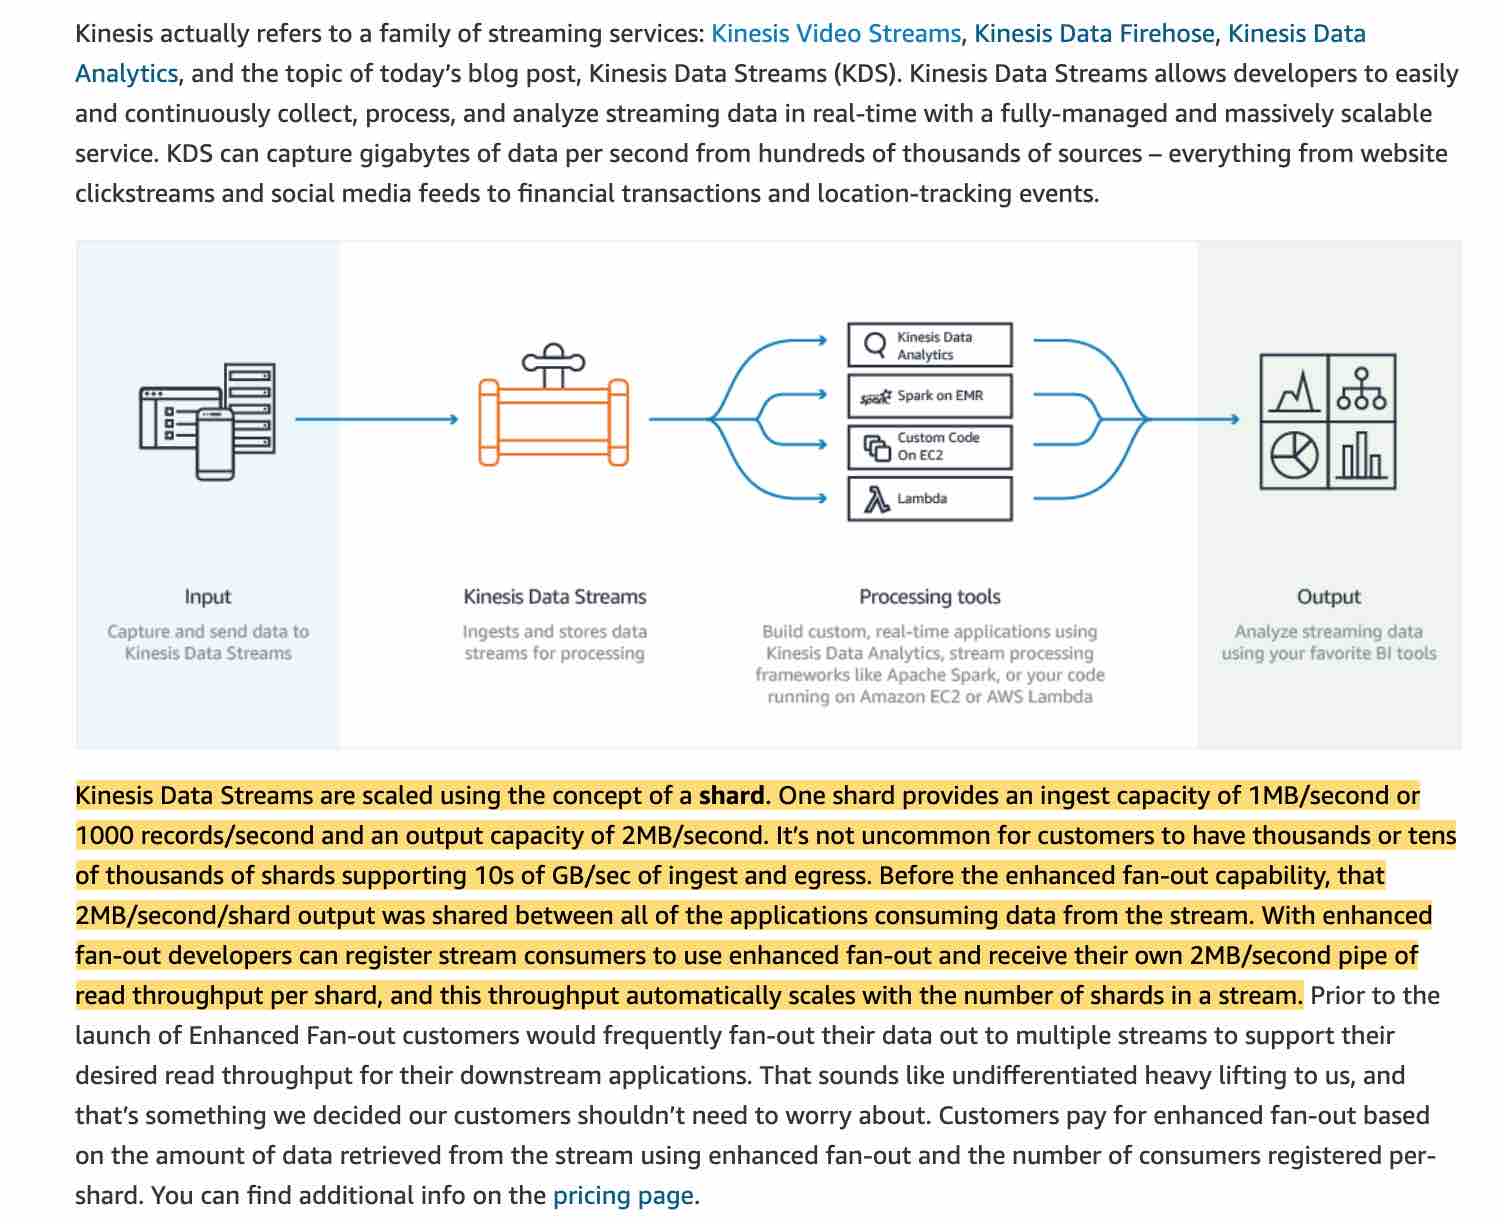 Kinesis actually refers to a family of streaming services: Kinesis Video Streams, Kinesis Data Firehose, Kinesis Data
Analytics, and the topic of today’s blog post, Kinesis Data Streams (KDS). Kinesis Data Streams allows developers to easily
and continuously collect, process, and analyze streaming data in real-time with a fully-managed and massively scalable
service. KDS can capture gigabytes of data per second from hundreds of thousands of sources – everything from website
clickstreams and social media feeds to financial transactions and location-tracking events.
Kinesis Data
Analytics
Spark Spark on EMR
Custom Code
On EC2
Lambda
Input
Capture and send data to
Kinesis Data Streams
Kinesis Data Streams
Ingests and stores data
streams for processing
Processing tools
Build custom, real-time applications using
Kinesis Data Analytics, stream processing
frameworks like Apache Spark, or your code
running on Amazon EC2 or AWS Lambda
Output
Analyze streaming data
using your favorite BI tools
Kinesis Data Streams are scaled using the concept of a shard. One shard provides an ingest capacity of 1MB/second or
1000 records/second and an output capacity of 2MB/second. It’s not uncommon for customers to have thousands or tens
of thousands of shards supporting 10s of GB/sec of ingest and egress. Before the enhanced fan-out capability, that
2MB/second/shard output was shared between all of the applications consuming data from the stream. With enhanced
fan-out developers can register stream consumers to use enhanced fan-out and receive their own 2MB/second pipe of
read throughput per shard, and this throughput automatically scales with the number of shards in a stream. Prior to the
launch of Enhanced Fan-out customers would frequently fan-out their data out to multiple streams to support their
desired read throughput for their downstream applications. That sounds like undifferentiated heavy lifting to us, and
that’s something we decided our customers shouldn’t need to worry about. Customers pay for enhanced fan-out based
on the amount of data retrieved from the stream using enhanced fan-out and the number of consumers registered per-
shard. You can find additional info on the pricing page.